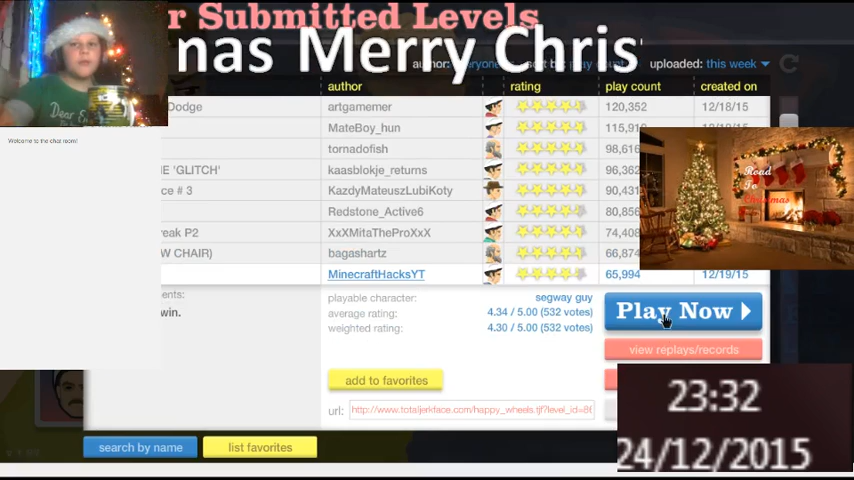 r Submitted Levels
nas Merry Chris
uploaded: this week
author rating play count created on
Dodge artgamemer 120,352 12/18/15
MateBoy_hun
tornadofish 98,616
E 'GLITCH' kaasblokje_returns 96,362
ce # 3 KazdyMateuszLubiKoty 90,431
Redstone_Active6 80,856
eak P2 XxXMitaTheProXxX 74,408
W CHAIR) bagashartz 66,874
MinecraftHacksYT 65,994 12/19/15
Welcome to the chat room!
Road
To
Christmas
ents:
win.
playable character: segway guy
average rating: 4.34 / 5.00 (532 votes)
weighted rating: 4.30 / 5.00 (532 votes)
Play Now
view replays/records
add to favorites
url: http://www.totaljerkface.com/happy_wheels.tjf?level_id=8
search by name list favorites
23:32
24/12/2015